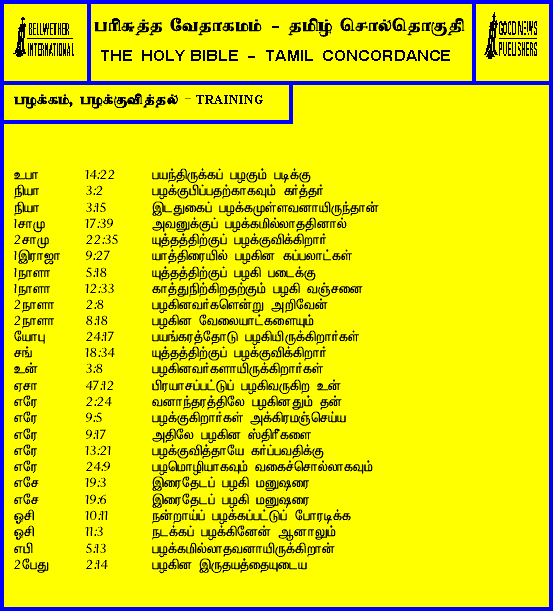 BELLWETHER
INTERNATIONAL
பரிசுத்த வேதாகமம் - தமிழ் சொல்தொகுதி
THE HOLY BIBLE - TAMIL CONCORDANCE
GOOD NEWS
PUBLISHERS
பழக்கம், பழக்குவித்தல் - TRAINING
உபா 14:22 பயந்திருக்கப் பழகும் படிக்கு
நியா 3:2 பழக்குபிப்பதற்காகவும் கர்த்தர்
நியா 3:15 இடதுகைப் பழக்கமுள்ளவனாயிருந்தான்
1சாமு 17:39 அவனுக்குப் பழக்கமில்லாததினால்
2சாமு 22:35 யுத்தத்திற்குப் பழக்குவிக்கிறார்
1இராஜா 9:27 யாத்திரையில் பழகின கப்பலாட்கள்
1நாளா 5:18 யுத்தத்திற்குப் பழகி படைக்கு
1நாளா 12:33 காத்துநிற்கிறதற்கும் பழகி வஞ்சனை
2நாளா 2:8 பழகினவர்களென்று அறிவேன்
2நாளா 8:18 பழகின வேலையாட்களையும்
யோபு 24:17 பயங்கரத்தோடு பழகியிருக்கிறார்கள்
சங் 18:34 யுத்தத்திற்குப் பழக்குவிக்கிறார்
உன் 3:8 பழகினவர்களாயிருக்கிறார்கள்
ஏசா 47:12 பிரயாசப்பட்டுப் பழகிவருகிற உன்
எரே 2:24 வனாந்தரத்திலே பழகினதும் தன்
எரே 9:5 பழக்குகிறார்கள் அக்கிரமஞ்செய்ய
எரே 9:17 அதிலே பழகின ஸ்திரீகளை
எரே 13:21 பழக்குவித்தாயே கர்ப்பவதிக்கு
எரே 24:9 பழமொழியாகவும் வகைச்சொல்லாகவும்
எசே 19:3 இரைதேடப் பழகி மனுஷரை
எசே 19:6 இரைதேடப் பழகி மனுஷரை
ஓசி 10:11 நன்றாய்ப் பழக்கப்பட்டுப் போரடிக்க
ஓசி 11:3 நடக்கப் பழக்கினேன் ஆனாலும்
எபி 5:13 பழக்கமில்லாதவனாயிருக்கிறான்
2பேது 2:14 பழகின இருதயத்தையுடைய